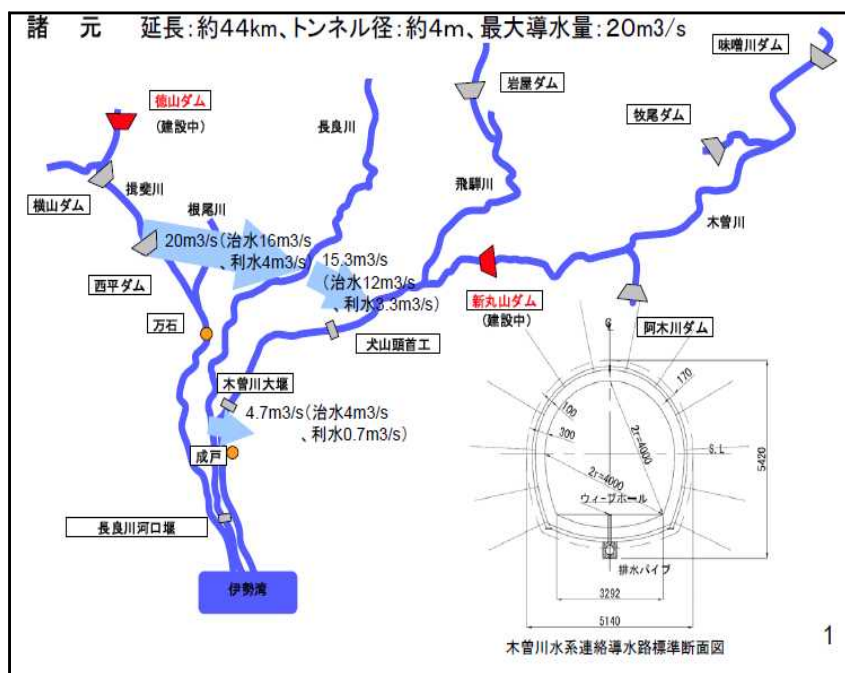 諸　元　延長：約44km、トンネル径：約4m、最大導水量：20m3/s
味噌川ダム
岩屋ダム
徳山ダム
(建設中)
長良川
牧尾ダム
飛騨川
揖斐川
横山ダム
根尾川
木曽川
20m3/s(治水16m3/s
、利水4m3/s)
15.3m3/s
(治水12m3/s
、利水3.3m3/s)
西平ダム
新丸山ダム
(建設中)
阿木川ダム
万石
犬山頭首工
木曽川大堰
4.7m3/s(治水4m3/s
、利水0.7m3/s)
成戸
長良川河口堰
伊勢湾
170
100
300
2r=4000
2r=4000
S.L
5420
ウィープホール
排水パイプ
3292
5140
木曽川水系連絡導水路標準断面図
1